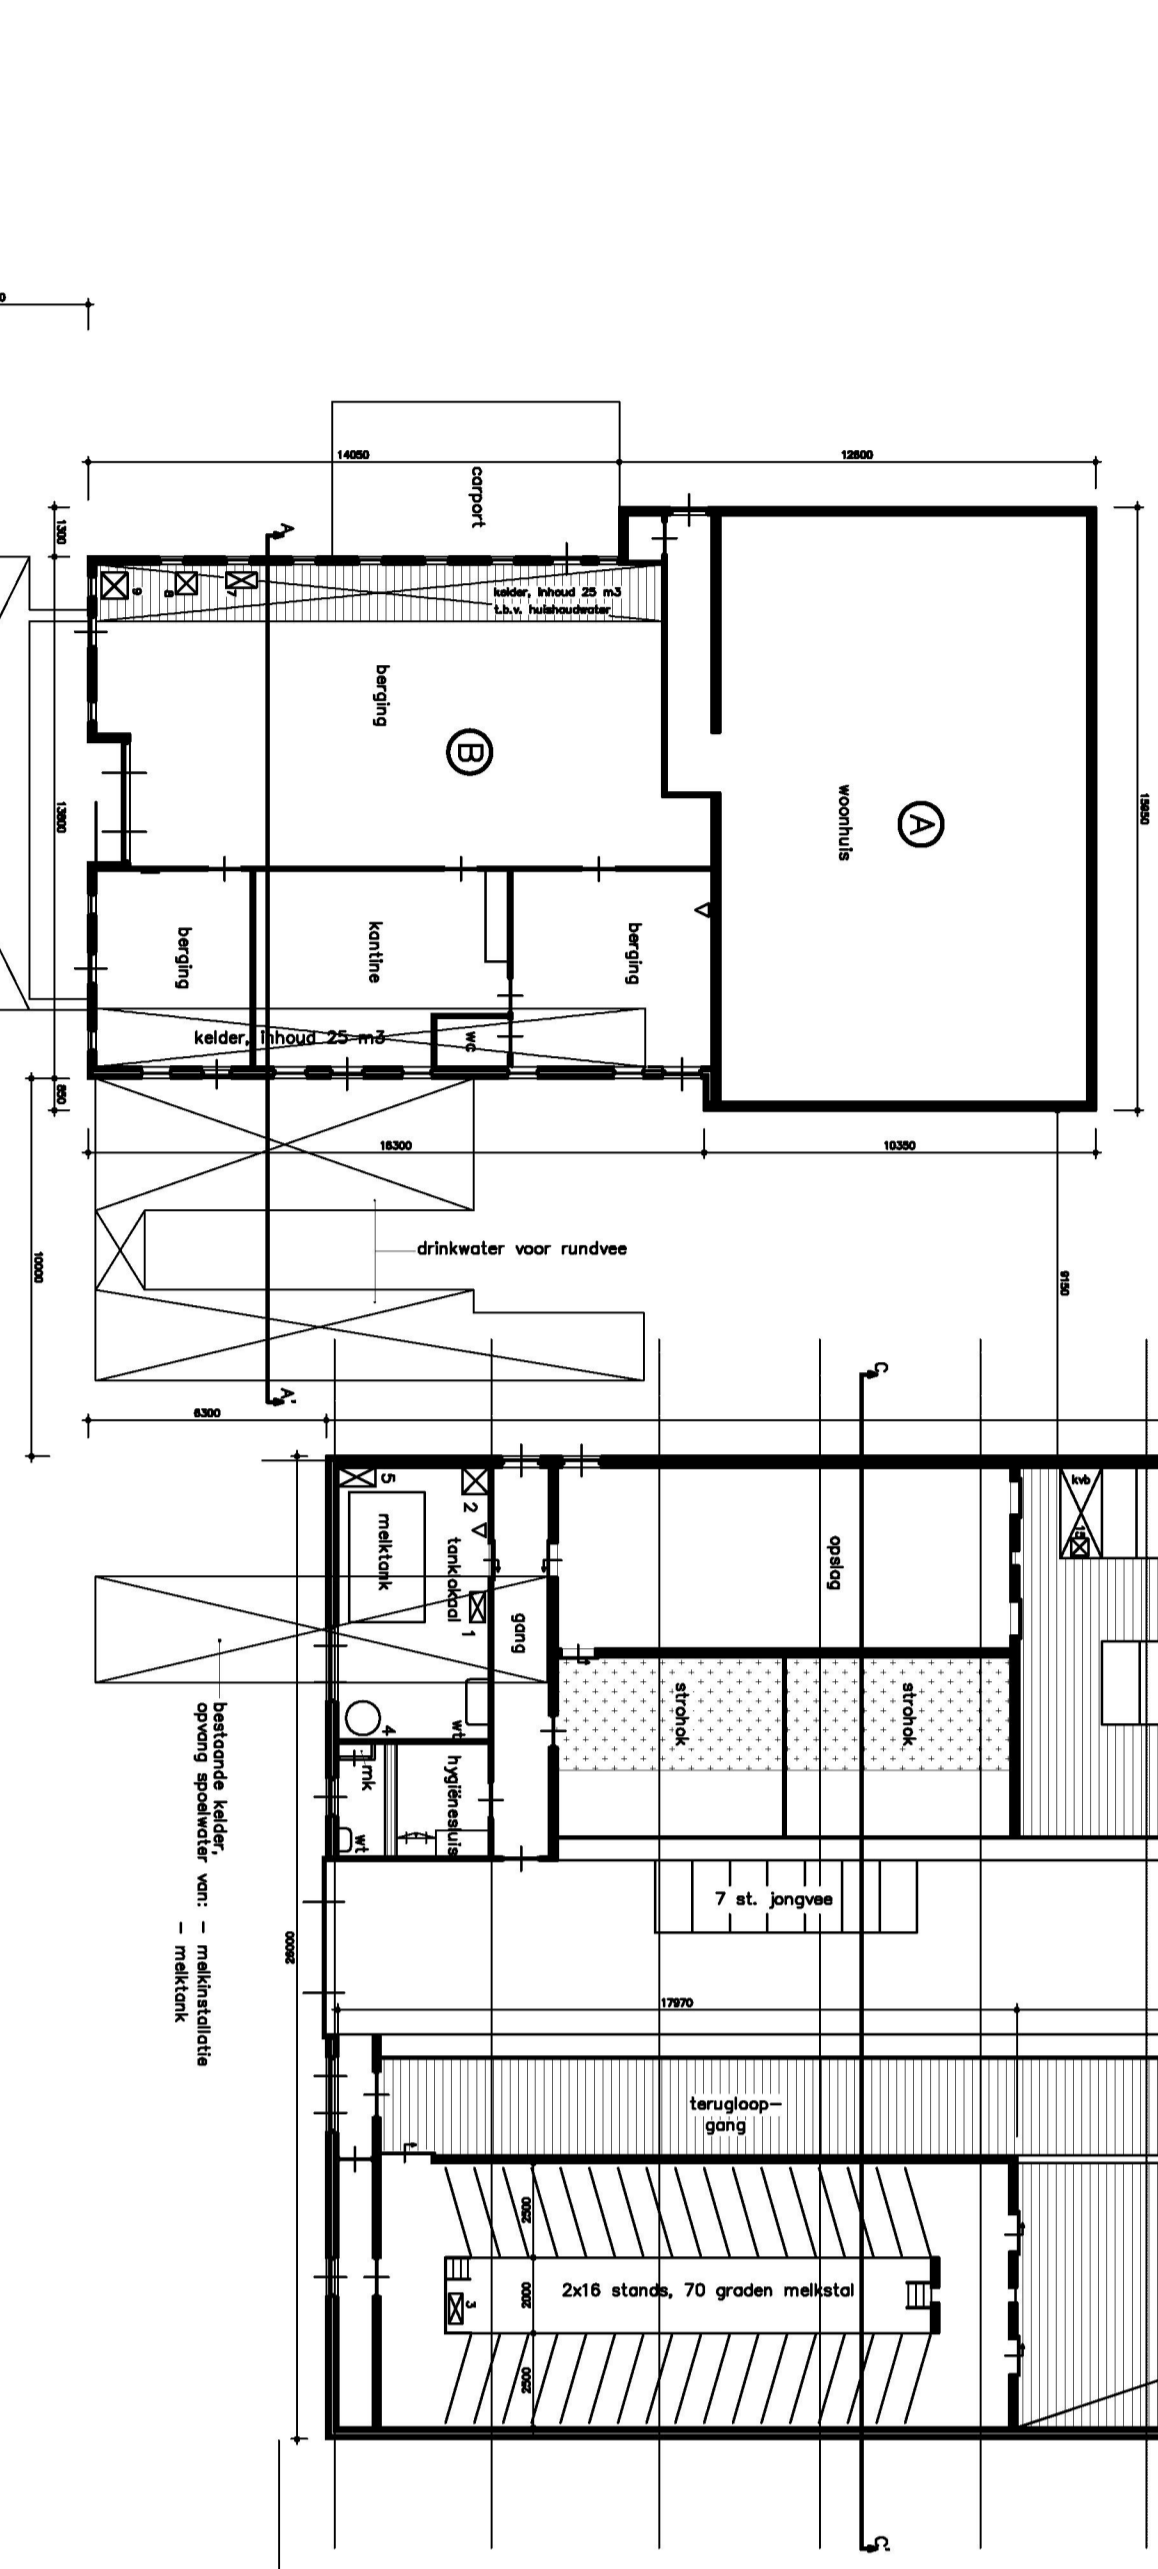 0
14050
12600
carport
1300
A
15950
9
8
7
kelder, inhoud 25 m3
t.b.v. huishoudwater
berging
B
13800
woonhuis
A
berging
kantine
berging
kelder, inhoud 25 m3
wc
850
16300
10350
10000
drinkwater voor rundvee
9150
A'
C
6300
5
2
kvb
15
melktank
tanklokaal
1
gang
opslag
strohok
strohok
4
wt
bestaande kelder,
opvang spoelwater van: – melkinstallatie
– melktank
mk
hygiënesluis
wt
7 st. jongvee
26000
17970
terugloop-
gang
2500
2x16 stands, 70 graden melkstal
2000
3
2500
C'